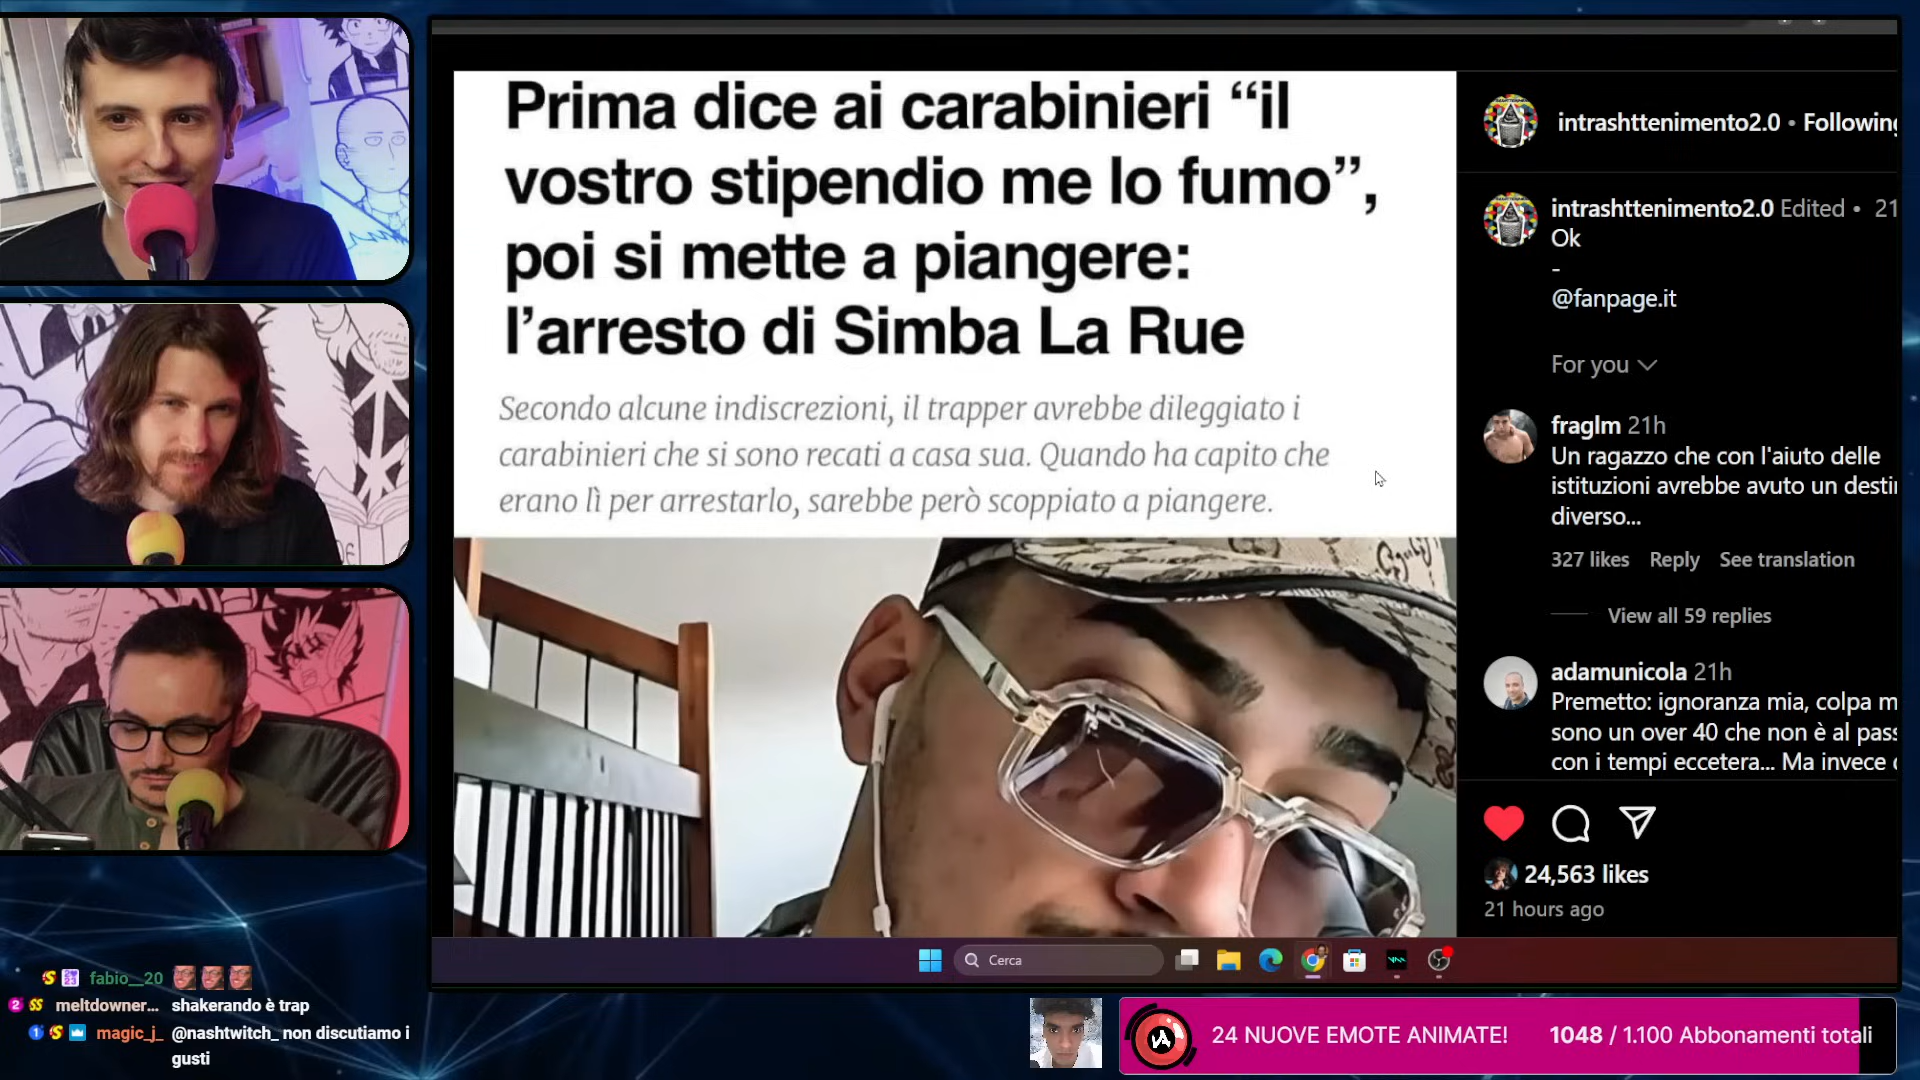 Prima dice ai carabinieri “il
vostro stipendio me lo fumo”,
poi si mette a piangere:
l’arresto di Simba La Rue
Secondo alcune indiscrezioni, il trapper avrebbe dileggiato i
carabinieri che si sono recati a casa sua. Quando ha capito che
erano lì per arrestarlo, sarebbe però scoppiato a piangere.
intrashttenimento2.0 • Following
intrashttenimento2.0 Edited • 21
Ok
-
@fanpage.it
For you
fraglm 21h
Un ragazzo che con l'aiuto delle
istituzioni avrebbe avuto un destin
diverso...
327 likes Reply See translation
View all 59 replies
adamunicola 21h
Premetto: ignoranza mia, colpa m
sono un over 40 che non è al pass
con i tempi eccetera... Ma invece
24,563 likes
21 hours ago
Cerca
fabio__20
2 SS meltdowner... shakerando è trap
1 S magic_j_ @nashtwitch_ non discutiamo i
gusti
24 NUOVE EMOTE ANIMATE! 1048 / 1.100 Abbonamenti totali